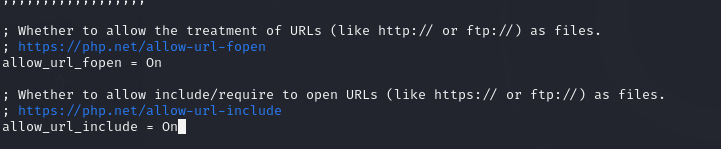 ;;;;;;;;;;;;;;;;;;
; Whether to allow the treatment of URLs (like http:// or ftp://) as files.
; https://php.net/allow-url-fopen
allow_url_fopen = On
; Whether to allow include/require to open URLs (like https:// or ftp://) as files.
; https://php.net/allow-url-include
allow_url_include = On